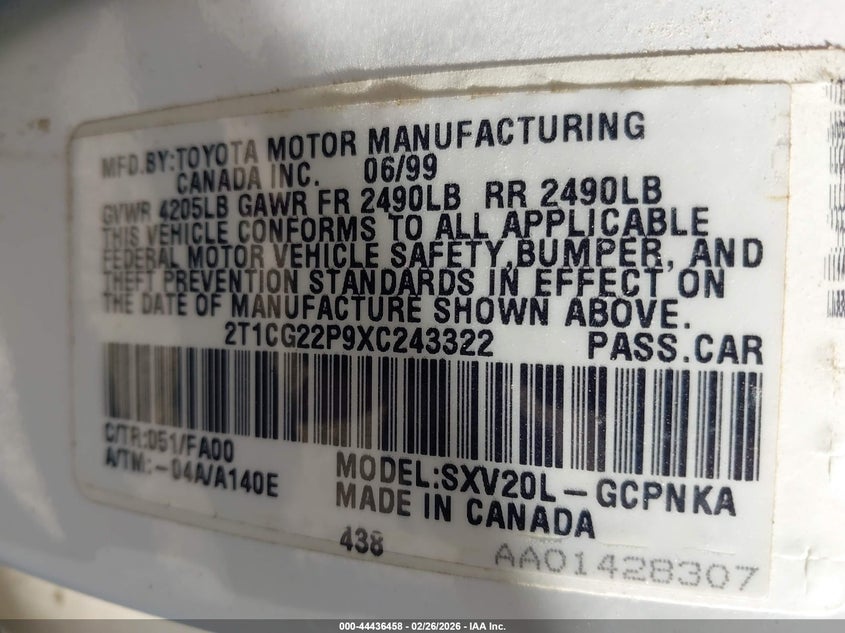 MFD.BY:TOYOTA MOTOR MANUFACTURING
CANADA INC. 06/99
GVWR 4205LB GAWR FR 2490LB RR 2490LB
THIS VEHICLE CONFORMS TO ALL APPLICABLE
FEDERAL MOTOR VEHICLE SAFETY,BUMPER, AND
THEFT PREVENTION STANDARDS IN EFFECT ON
THE DATE OF MANUFACTURE SHOWN ABOVE.
2T1CG22P9XC243322 PASS.CAR
C/TR:051/FA00
A/TM:-04A/A140E
MODEL:SXV20L-GCPNKA
MADE IN CANADA
438
AA01428307
000-44436458 - 02/26/2026 - IAA Inc.